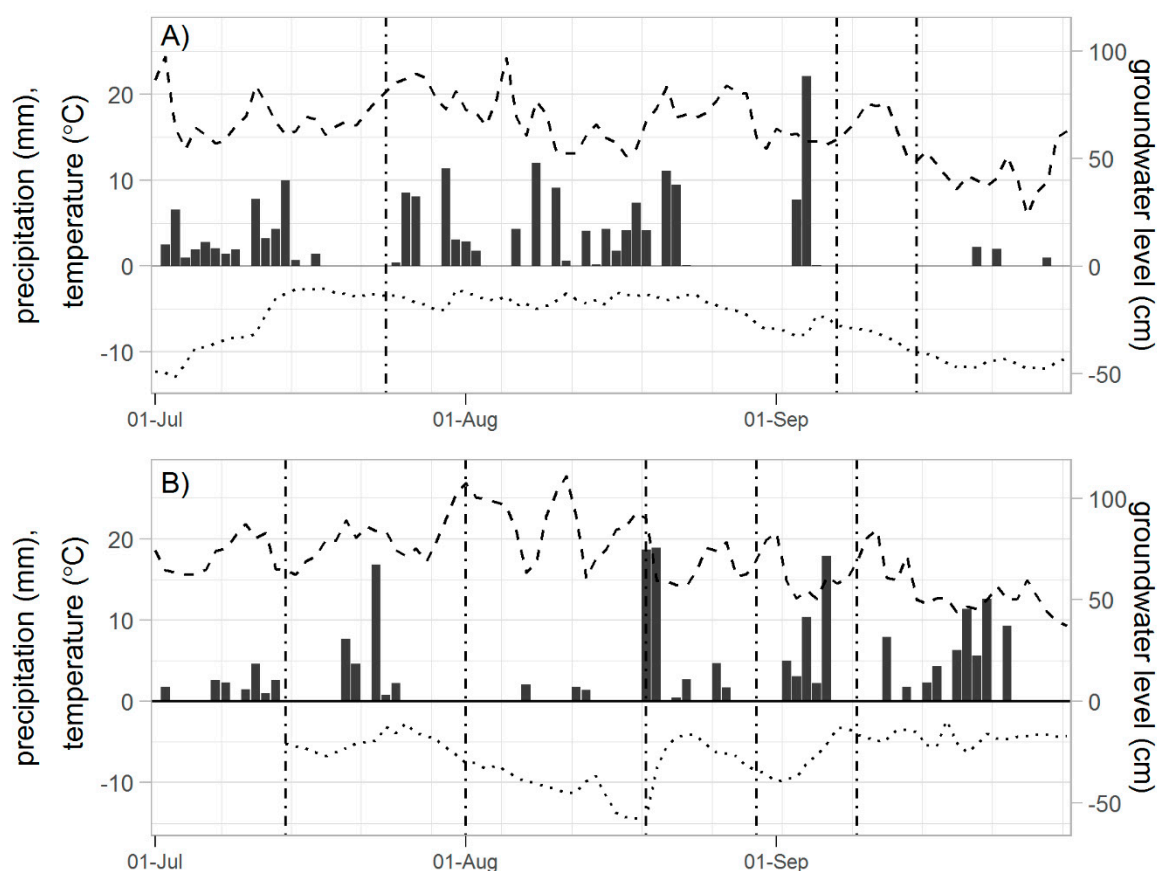 A)
precipitation (mm),
temperature (°C)
20
10
0
-10
100
50
0
-50
groundwater level (cm)
01-Jul
01-Aug
01-Sep
B)
precipitation (mm),
temperature (°C)
20
10
0
-10
100
50
0
-50
groundwater level (cm)
01-Jul
01-Aug
01-Sep